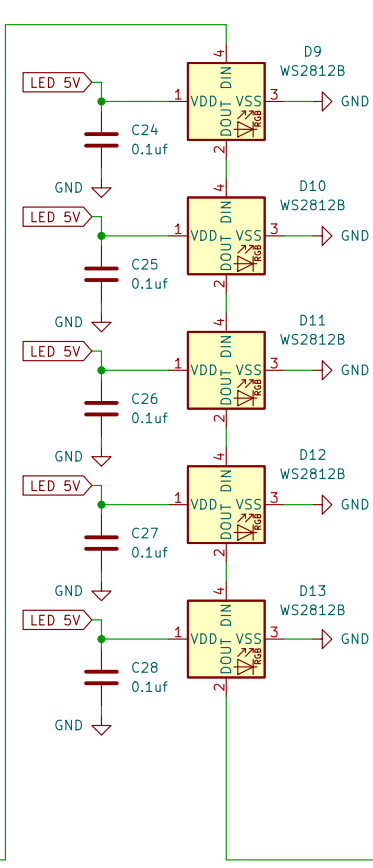 D9
WS2812B
LED 5V
4
DIN
1
VDD
VSS
3
GND
DOUT
RGB
2
C24
0.1uf
GND
D10
WS2812B
LED 5V
4
DIN
1
VDD
VSS
3
GND
DOUT
RGB
2
C25
0.1uf
GND
D11
WS2812B
LED 5V
4
DIN
1
VDD
VSS
3
GND
DOUT
RGB
2
C26
0.1uf
GND
D12
WS2812B
LED 5V
4
DIN
1
VDD
VSS
3
GND
DOUT
RGB
2
C27
0.1uf
GND
D13
WS2812B
LED 5V
4
DIN
1
VDD
VSS
3
GND
DOUT
RGB
2
C28
0.1uf
GND